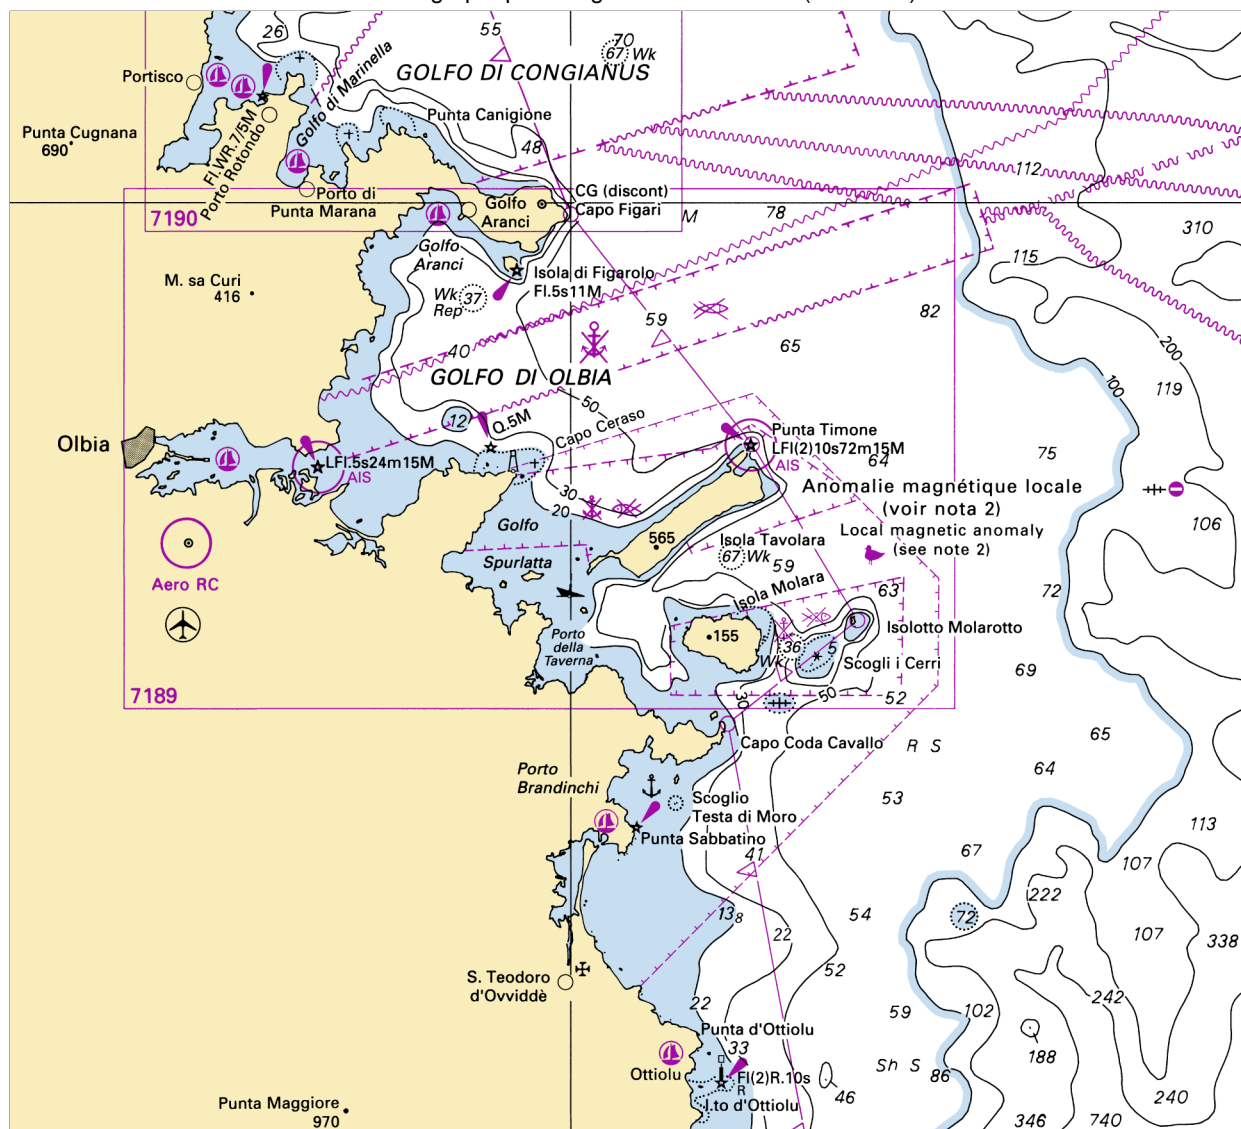 26
55
70
67 Wk
Portisco
GOLFO DI CONGIANUS
Golfo di Marinella
Punta Canigione
Punta Cugnana
690
Fl.WR.7/5M
Porto Rotondo
48
112
Porto di
Punta Marana
Golfo
Aranci
CG (discont)
Capo Figari
M
78
7190
310
Golfo
Aranci
115
M. sa Curi
416
Isola di Figarolo
Fl.5s11M
Wk
Rep
37
59
82
40
65
200
GOLFO DI OLBIA
100
119
50
12
Q.5M
Capo Ceraso
Punta Timone
LFl(2)10s72m15M
AIS
64
Olbia
LFl.5s24m15M
AIS
75
30
20
Anomalie magnétique locale
(voir nota 2)
106
Golfo
Spurlatta
565
Isola Tavolara
67 Wk
59
Local magnetic anomaly
(see note 2)
Aero RC
Isola Molara
63
72
155
Isolotto Molarotto
Porto
della
Taverna
36
Wk
5
Scogli i Cerri
69
7189
30
50
52
Capo Coda Cavallo
R S
65
Porto
Brandinchi
64
Scoglio
Testa di Moro
53
Punta Sabbatino
113
41
67
107
222
13₈
54
72
22
107
338
52
S. Teodoro
d'Ovviddè
22
59
102
242
Punta d'Ottiolu
33
188
Ottiolu
Fl(2)R.10s
R
I.to d'Ottiolu
Sh S
86
46
240
Punta Maggiore
970
346
740